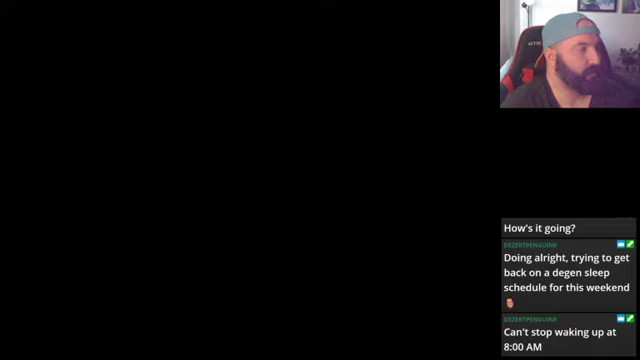 How's it going?
DEZERTPENGUIN8
Doing alright, trying to get
back on a degen sleep
schedule for this weekend
DEZERTPENGUIN8
Can't stop waking up at
8:00 AM